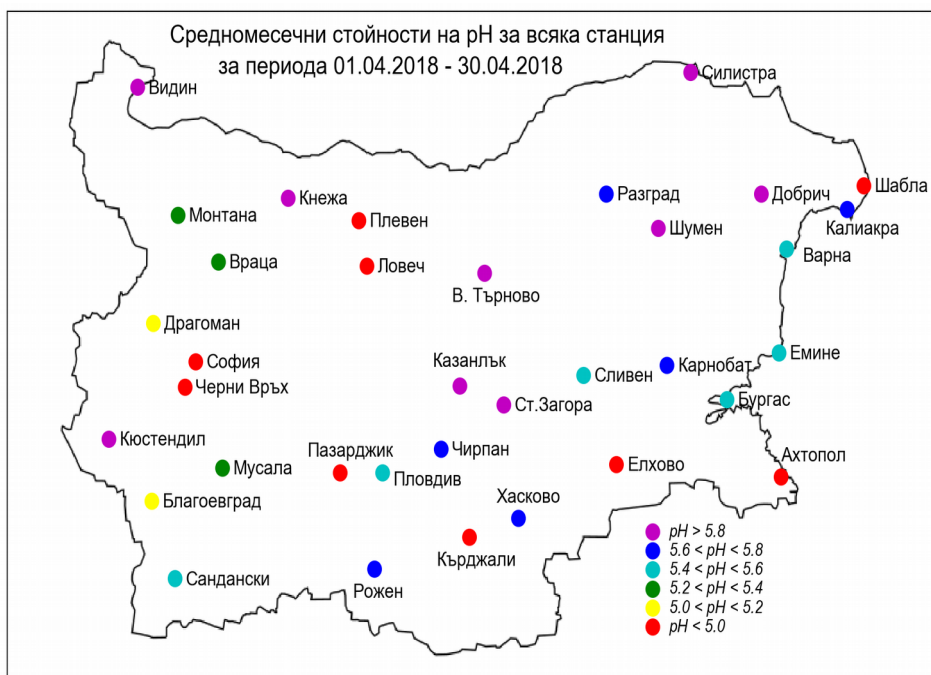 Средномесечни стойности на pH за всяка станция
за периода 01.04.2018 - 30.04.2018
Силистра
Видин
Шабла
Кнежа
Разград
Добрич
Монтана
Плевен
Калиакра
Шумен
Варна
Враца
Ловеч
В. Търново
Драгоман
Емине
София
Казанлък
Карнобат
Сливен
Черни Връх
Бургас
Ст.Загора
Кюстендил
Пазарджик
Чирпан
Ахтопол
Елхово
Мусала
Пловдив
Благоевград
Хасково
Кърджали
Сандански
Рожен
pH > 5.8
5.6 < pH < 5.8
5.4 < pH < 5.6
5.2 < pH < 5.4
5.0 < pH < 5.2
pH < 5.0